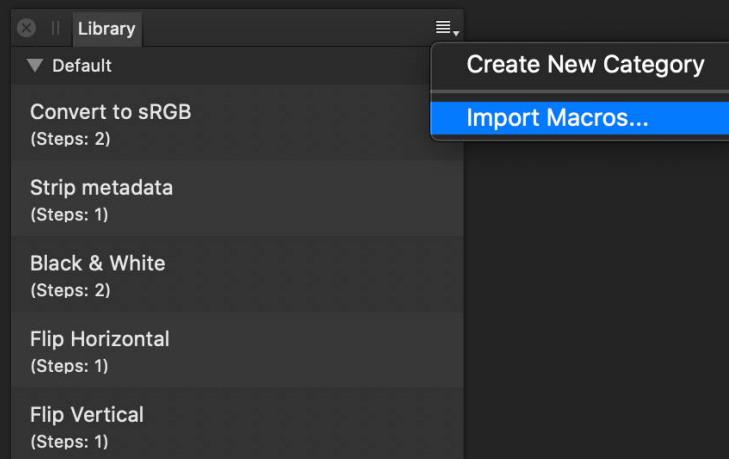 Library
Create New Category
Default
Import Macros...
Convert to sRGB
(Steps: 2)
Strip metadata
(Steps: 1)
Black & White
(Steps: 2)
Flip Horizontal
(Steps: 1)
Flip Vertical
(Steps: 1)